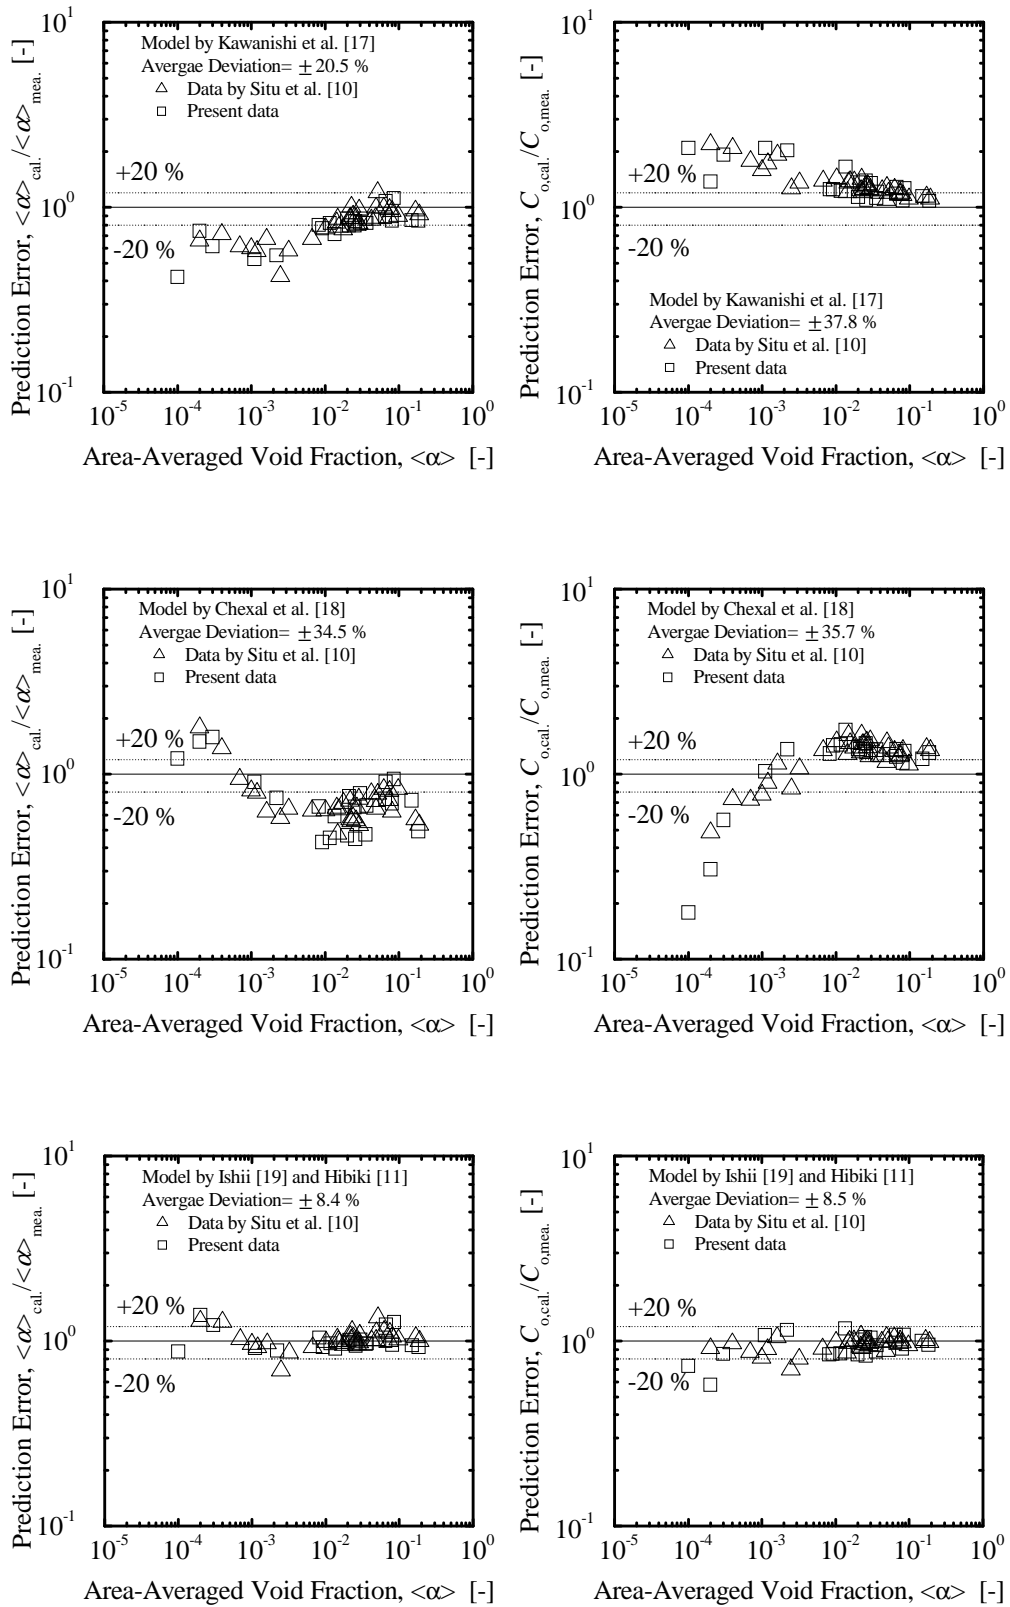 Prediction Error, <α>cal./<α>mea. [-]
10^1
10^0
10^-1
Model by Kawanishi et al. [17]
Avergae Deviation= ±20.5 %
Data by Situ et al. [10]
Present data
+20 %
-20 %
10^-5 10^-4 10^-3 10^-2 10^-1 10^0
Area-Averaged Void Fraction, <α> [-]
Prediction Error, Co,cal./Co,mea. [-]
10^1
10^0
10^-1
+20 %
-20 %
Model by Kawanishi et al. [17]
Avergae Deviation= ±37.8 %
Data by Situ et al. [10]
Present data
10^-5 10^-4 10^-3 10^-2 10^-1 10^0
Area-Averaged Void Fraction, <α> [-]
Prediction Error, <α>cal./<α>mea. [-]
10^1
10^0
10^-1
Model by Chexal et al. [18]
Avergae Deviation= ±34.5 %
Data by Situ et al. [10]
Present data
+20 %
-20 %
10^-5 10^-4 10^-3 10^-2 10^-1 10^0
Area-Averaged Void Fraction, <α> [-]
Prediction Error, Co,cal./Co,mea. [-]
10^1
10^0
10^-1
Model by Chexal et al. [18]
Avergae Deviation= ±35.7 %
Data by Situ et al. [10]
Present data
+20 %
-20 %
10^-5 10^-4 10^-3 10^-2 10^-1 10^0
Area-Averaged Void Fraction, <α> [-]
Prediction Error, <α>cal./<α>mea. [-]
10^1
10^0
10^-1
Model by Ishii [19] and Hibiki [11]
Avergae Deviation= ±8.4 %
Data by Situ et al. [10]
Present data
+20 %
-20 %
10^-5 10^-4 10^-3 10^-2 10^-1 10^0
Area-Averaged Void Fraction, <α> [-]
Prediction Error, Co,cal./Co,mea. [-]
10^1
10^0
10^-1
Model by Ishii [19] and Hibiki [11]
Avergae Deviation= ±8.5 %
Data by Situ et al. [10]
Present data
+20 %
-20 %
10^-5 10^-4 10^-3 10^-2 10^-1 10^0
Area-Averaged Void Fraction, <α> [-]